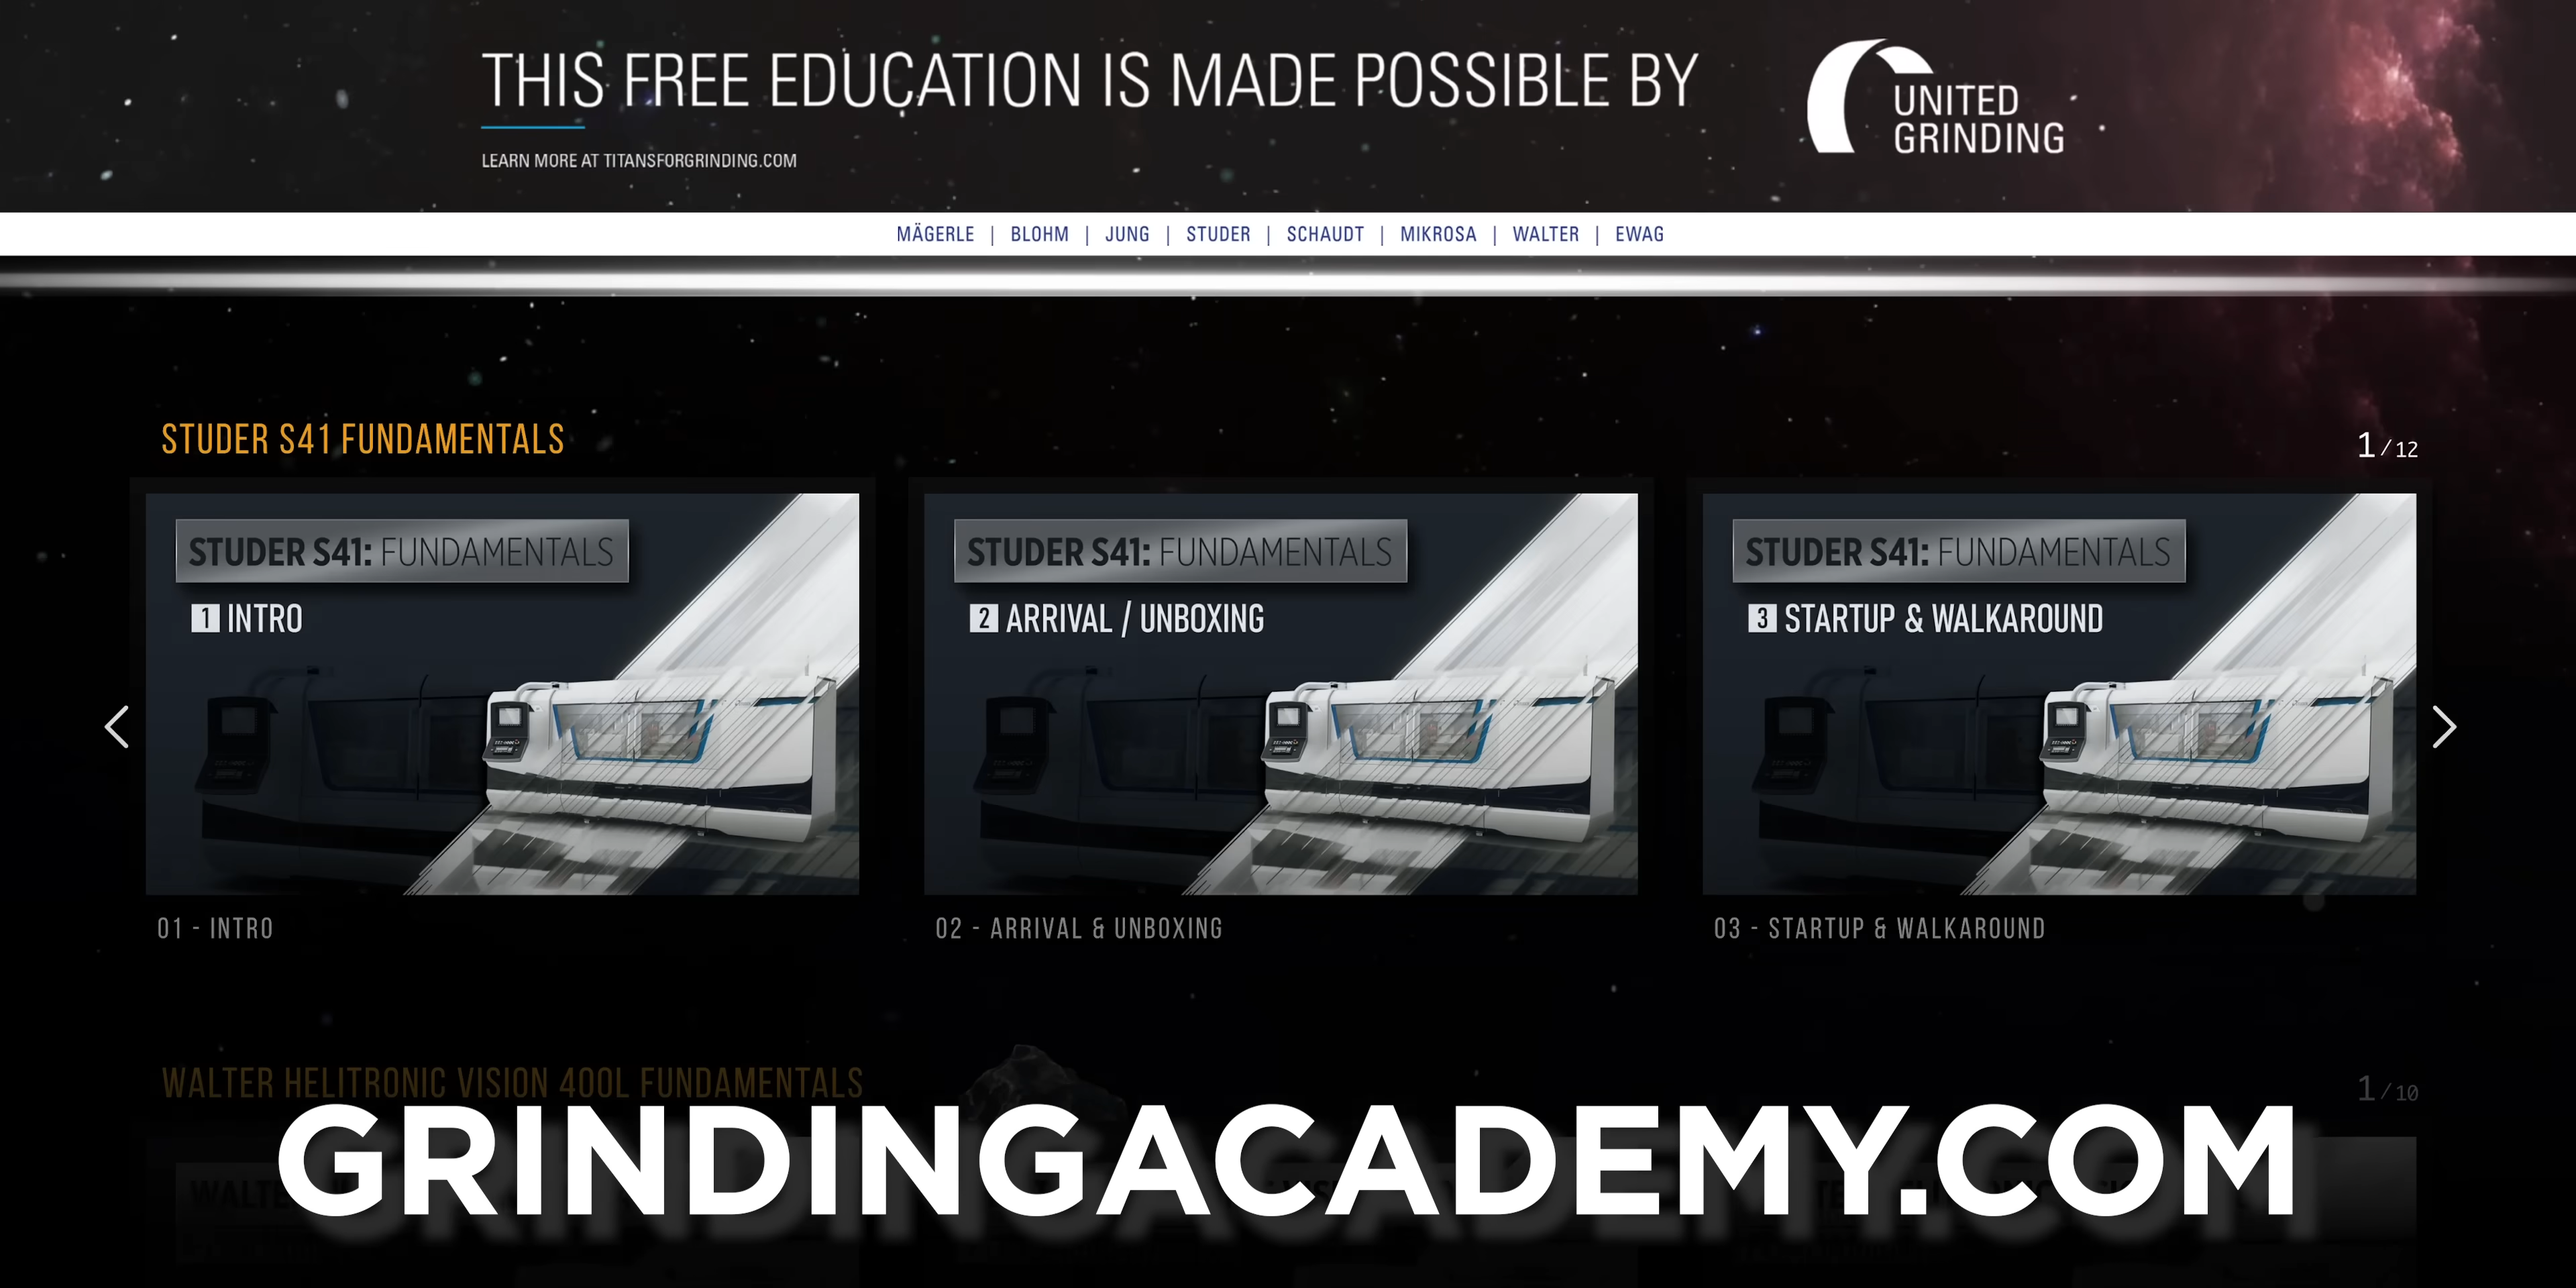 THIS FREE EDUCATION IS MADE POSSIBLE BY
UNITED
GRINDING
LEARN MORE AT TITANSFORGRINDING.COM
MÄGERLE | BLOHM | JUNG | STUDER | SCHAUDT | MIKROSA | WALTER | EWAG
STUDER S41 FUNDAMENTALS
1/12
STUDER S41: FUNDAMENTALS
1 INTRO
01 - INTRO
STUDER S41: FUNDAMENTALS
2 ARRIVAL / UNBOXING
02 - ARRIVAL & UNBOXING
STUDER S41: FUNDAMENTALS
3 STARTUP & WALKAROUND
03 - STARTUP & WALKAROUND
WALTER HELITRONIC VISION 400L FUNDAMENTALS
1/10
GRINDINGACADEMY.COM